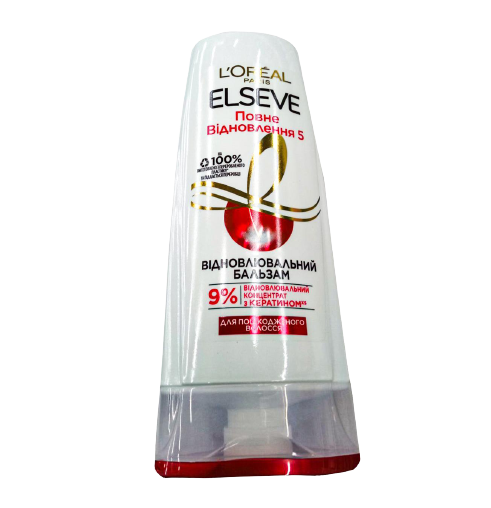 L'ORÉAL
PARIS
ELSEVE
Повне
Відновлення 5
100%
ВІДНОВЛЮВАЛЬНИЙ
БАЛЬЗАМ
9%
ВІДНОВЛЮВАЛЬНИЙ
КОНЦЕНТРАТ
З КЕРАТИНОМ**
ДЛЯ ПОШКОДЖЕНОГО
ВОЛОССЯ